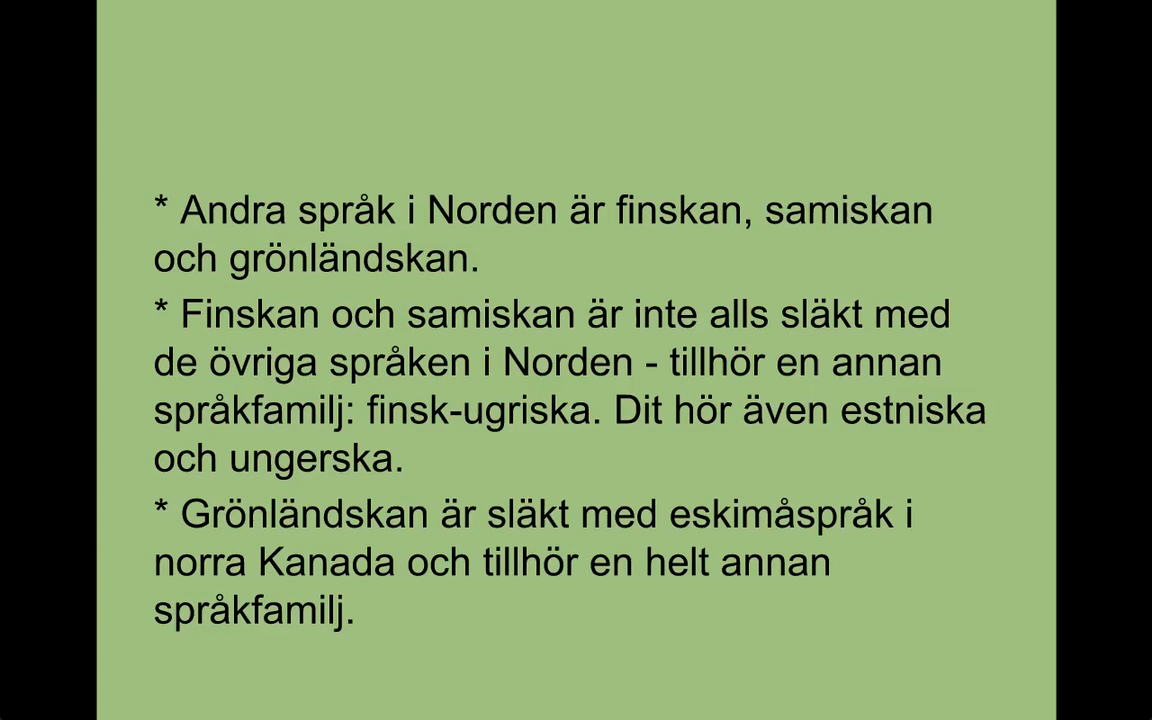 * Andra språk i Norden är finskan, samiskan
och grönländskan.
* Finskan och samiskan är inte alls släkt med
de övriga språken i Norden - tillhör en annan
språkfamilj: finsk-ugriska. Dit hör även estniska
och ungerska.
* Grönländskan är släkt med eskimåspråk i
norra Kanada och tillhör en helt annan
språkfamilj.